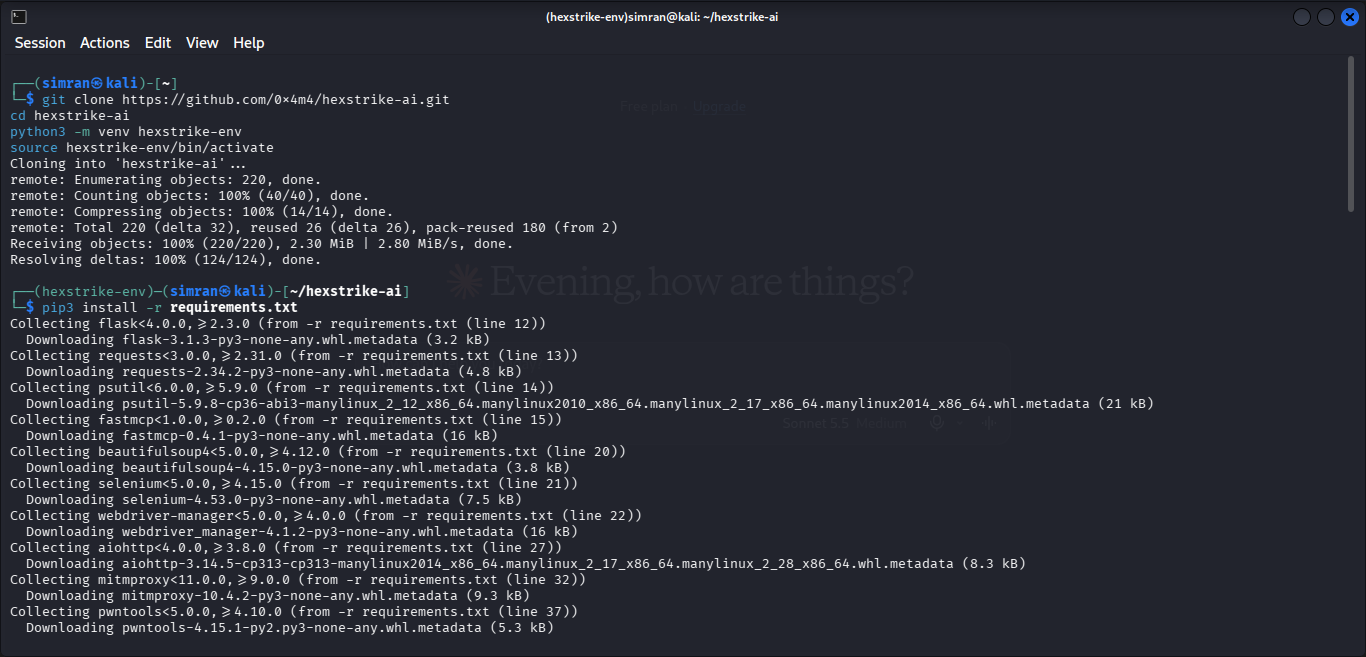 (hexstrike-env)simran@kali: ~/hexstrike-ai
Session Actions Edit View Help
┌──(simran㉿kali)-[~]
└─$ git clone https://github.com/0×4m4/hexstrike-ai.git
cd hexstrike-ai
python3 -m venv hexstrike-env
source hexstrike-env/bin/activate
Cloning into 'hexstrike-ai'...
remote: Enumerating objects: 220, done.
remote: Counting objects: 100% (40/40), done.
remote: Compressing objects: 100% (14/14), done.
remote: Total 220 (delta 32), reused 26 (delta 26), pack-reused 180 (from 2)
Receiving objects: 100% (220/220), 2.30 MiB | 2.80 MiB/s, done.
Resolving deltas: 100% (124/124), done.
┌──(hexstrike-env)─(simran㉿kali)-[~/hexstrike-ai]
└─$ pip3 install -r requirements.txt
Collecting flask<4.0.0,≥2.3.0 (from -r requirements.txt (line 12))
Downloading flask-3.1.3-py3-none-any.whl.metadata (3.2 kB)
Collecting requests<3.0.0,≥2.31.0 (from -r requirements.txt (line 13))
Downloading requests-2.34.2-py3-none-any.whl.metadata (4.8 kB)
Collecting psutil<6.0.0,≥5.9.0 (from -r requirements.txt (line 14))
Downloading psutil-5.9.8-cp36-abi3-manylinux_2_12_x86_64.manylinux2010_x86_64.manylinux_2_17_x86_64.manylinux2014_x86_64.whl.metadata (21 kB)
Collecting fastmcp<1.0.0,≥0.2.0 (from -r requirements.txt (line 15))
Downloading fastmcp-0.4.1-py3-none-any.whl.metadata (16 kB)
Collecting beautifulsoup4<5.0.0,≥4.12.0 (from -r requirements.txt (line 20))
Downloading beautifulsoup4-4.15.0-py3-none-any.whl.metadata (3.8 kB)
Collecting selenium<5.0.0,≥4.15.0 (from -r requirements.txt (line 21))
Downloading selenium-4.53.0-py3-none-any.whl.metadata (7.5 kB)
Collecting webdriver-manager<5.0.0,≥4.0.0 (from -r requirements.txt (line 22))
Downloading webdriver_manager-4.1.2-py3-none-any.whl.metadata (16 kB)
Collecting aiohttp<4.0.0,≥3.8.0 (from -r requirements.txt (line 27))
Downloading aiohttp-3.14.5-cp313-cp313-manylinux2014_x86_64.manylinux_2_17_x86_64.manylinux_2_28_x86_64.whl.metadata (8.3 kB)
Collecting mitmproxy<11.0.0,≥9.0.0 (from -r requirements.txt (line 32))
Downloading mitmproxy-10.4.2-py3-none-any.whl.metadata (9.3 kB)
Collecting pwntools<5.0.0,≥4.10.0 (from -r requirements.txt (line 37))
Downloading pwntools-4.15.1-py2.py3-none-any.whl.metadata (5.3 kB)
Free plan Upgrade
Evening, how are things?
Sonnet 5.5 Medium